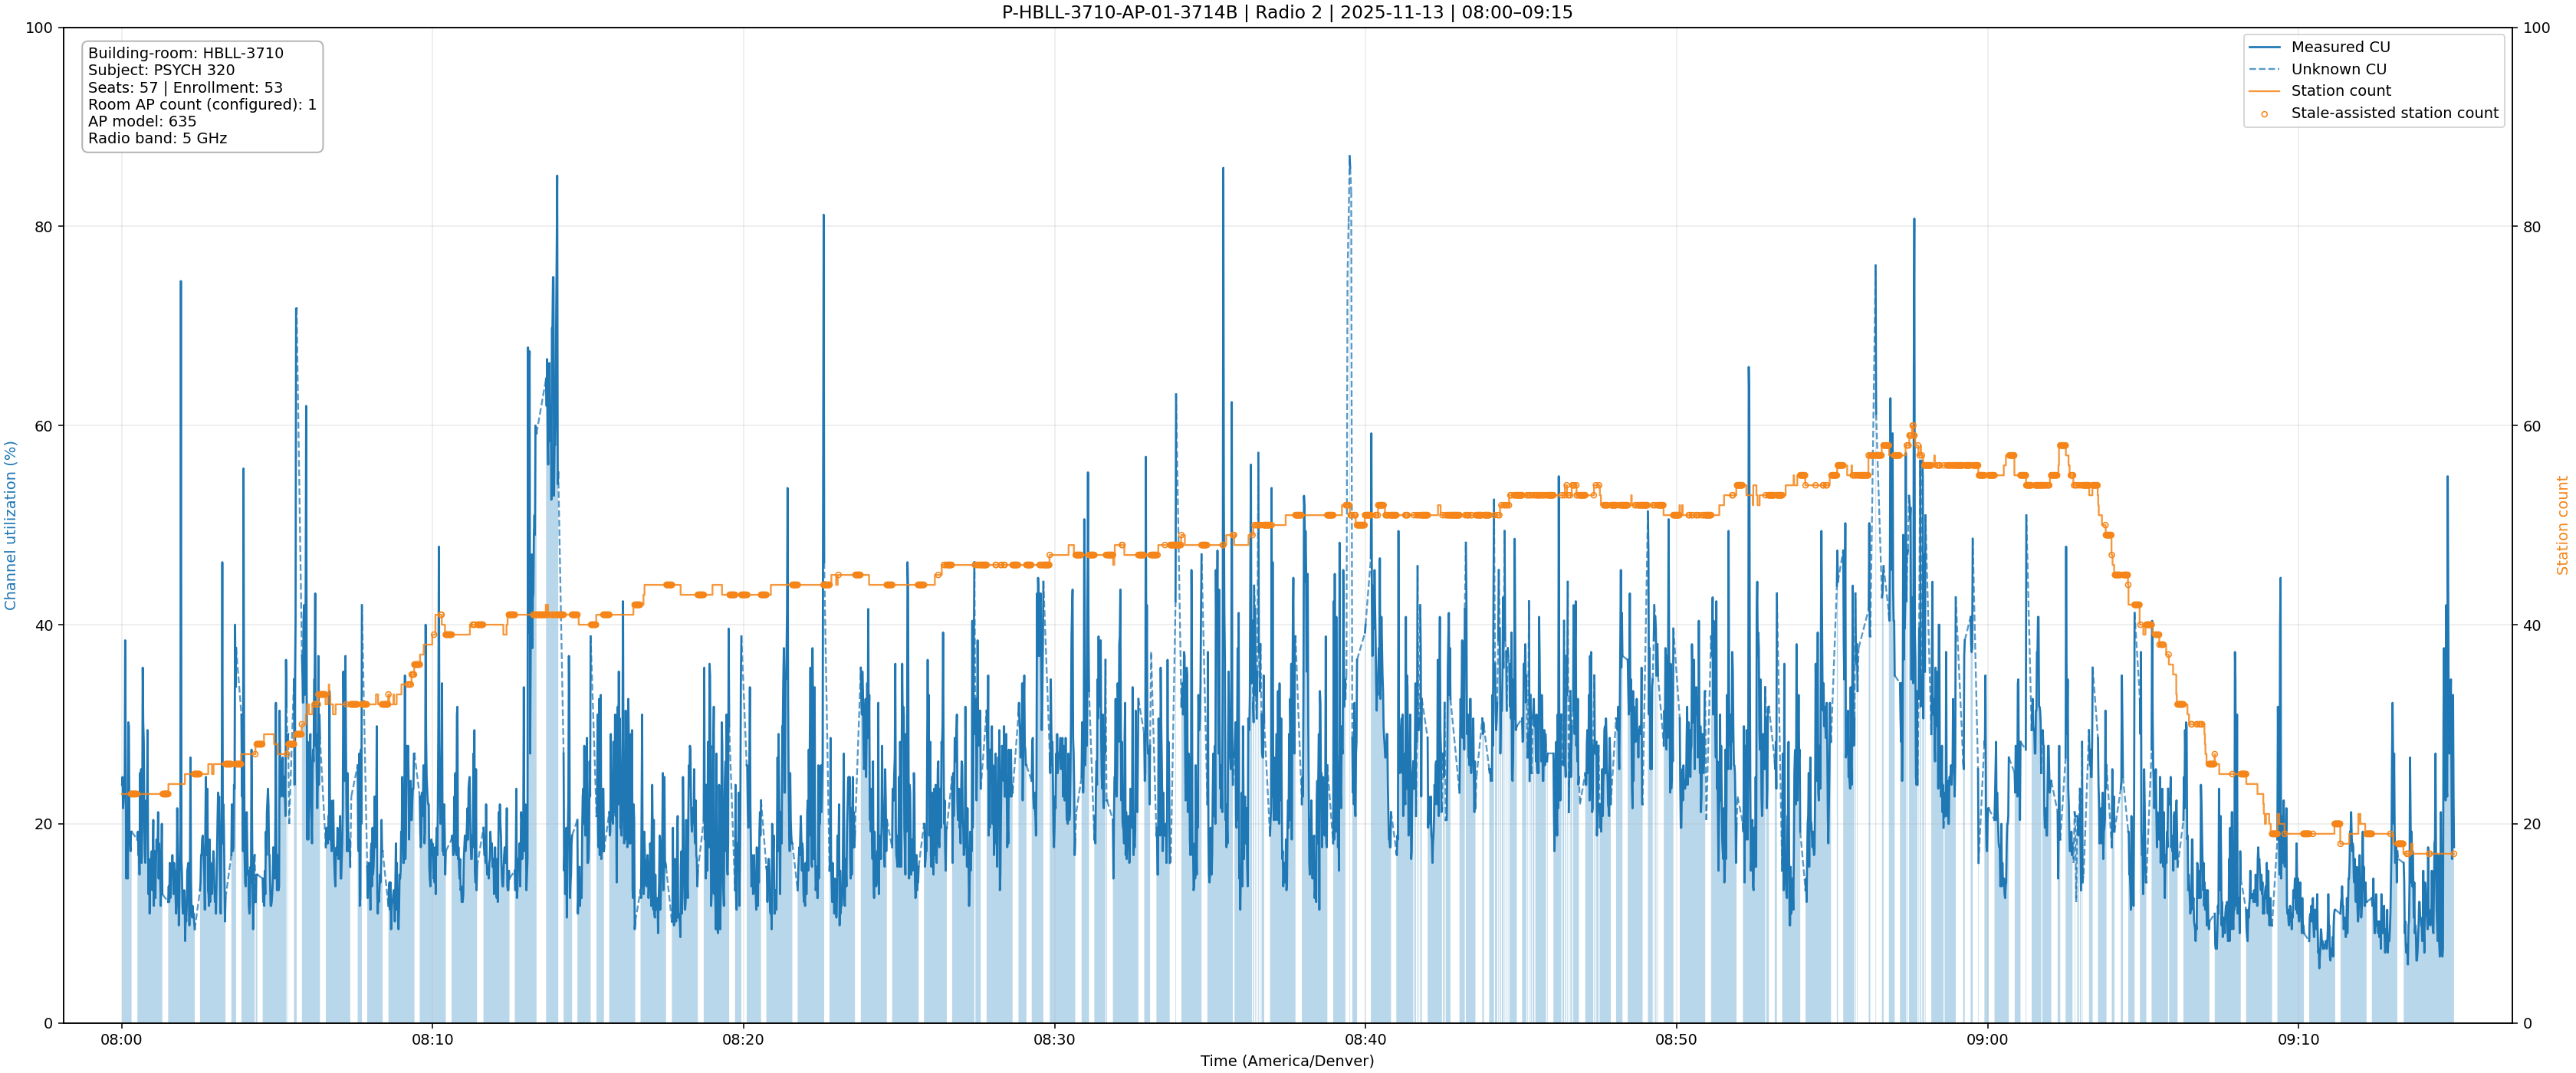 P-HBLL-3710-AP-01-3714B | Radio 2 | 2025-11-13 | 08:00–09:15
Building-room: HBLL-3710
Subject: PSYCH 320
Seats: 57 | Enrollment: 53
Room AP count (configured): 1
AP model: 635
Radio band: 5 GHz
Measured CU
Unknown CU
Station count
Stale-assisted station count
Channel utilization (%)
100
80
60
40
20
0
100
80
60
40
20
0
Station count
08:00
08:10
08:20
08:30
08:40
08:50
09:00
09:10
Time (America/Denver)